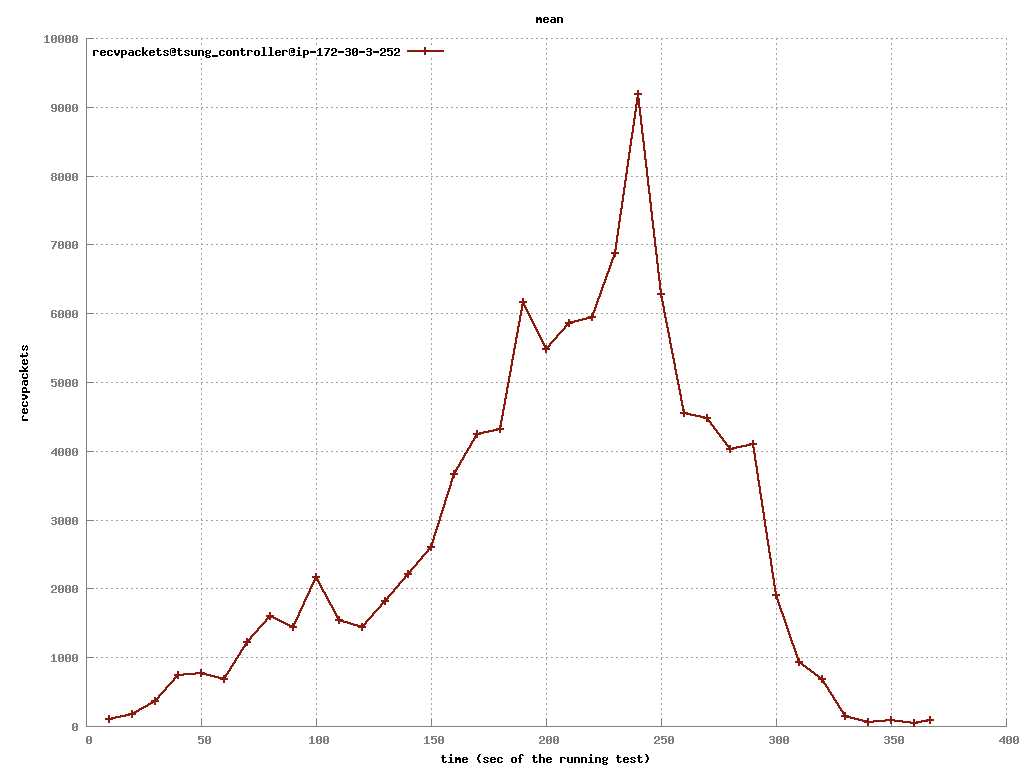 mean
recvpackets@tsung_controller@ip-172-30-3-252
10000
9000
8000
7000
6000
5000
4000
3000
2000
1000
0
recvpackets
0 50 100 150 200 250 300 350 400
time (sec of the running test)